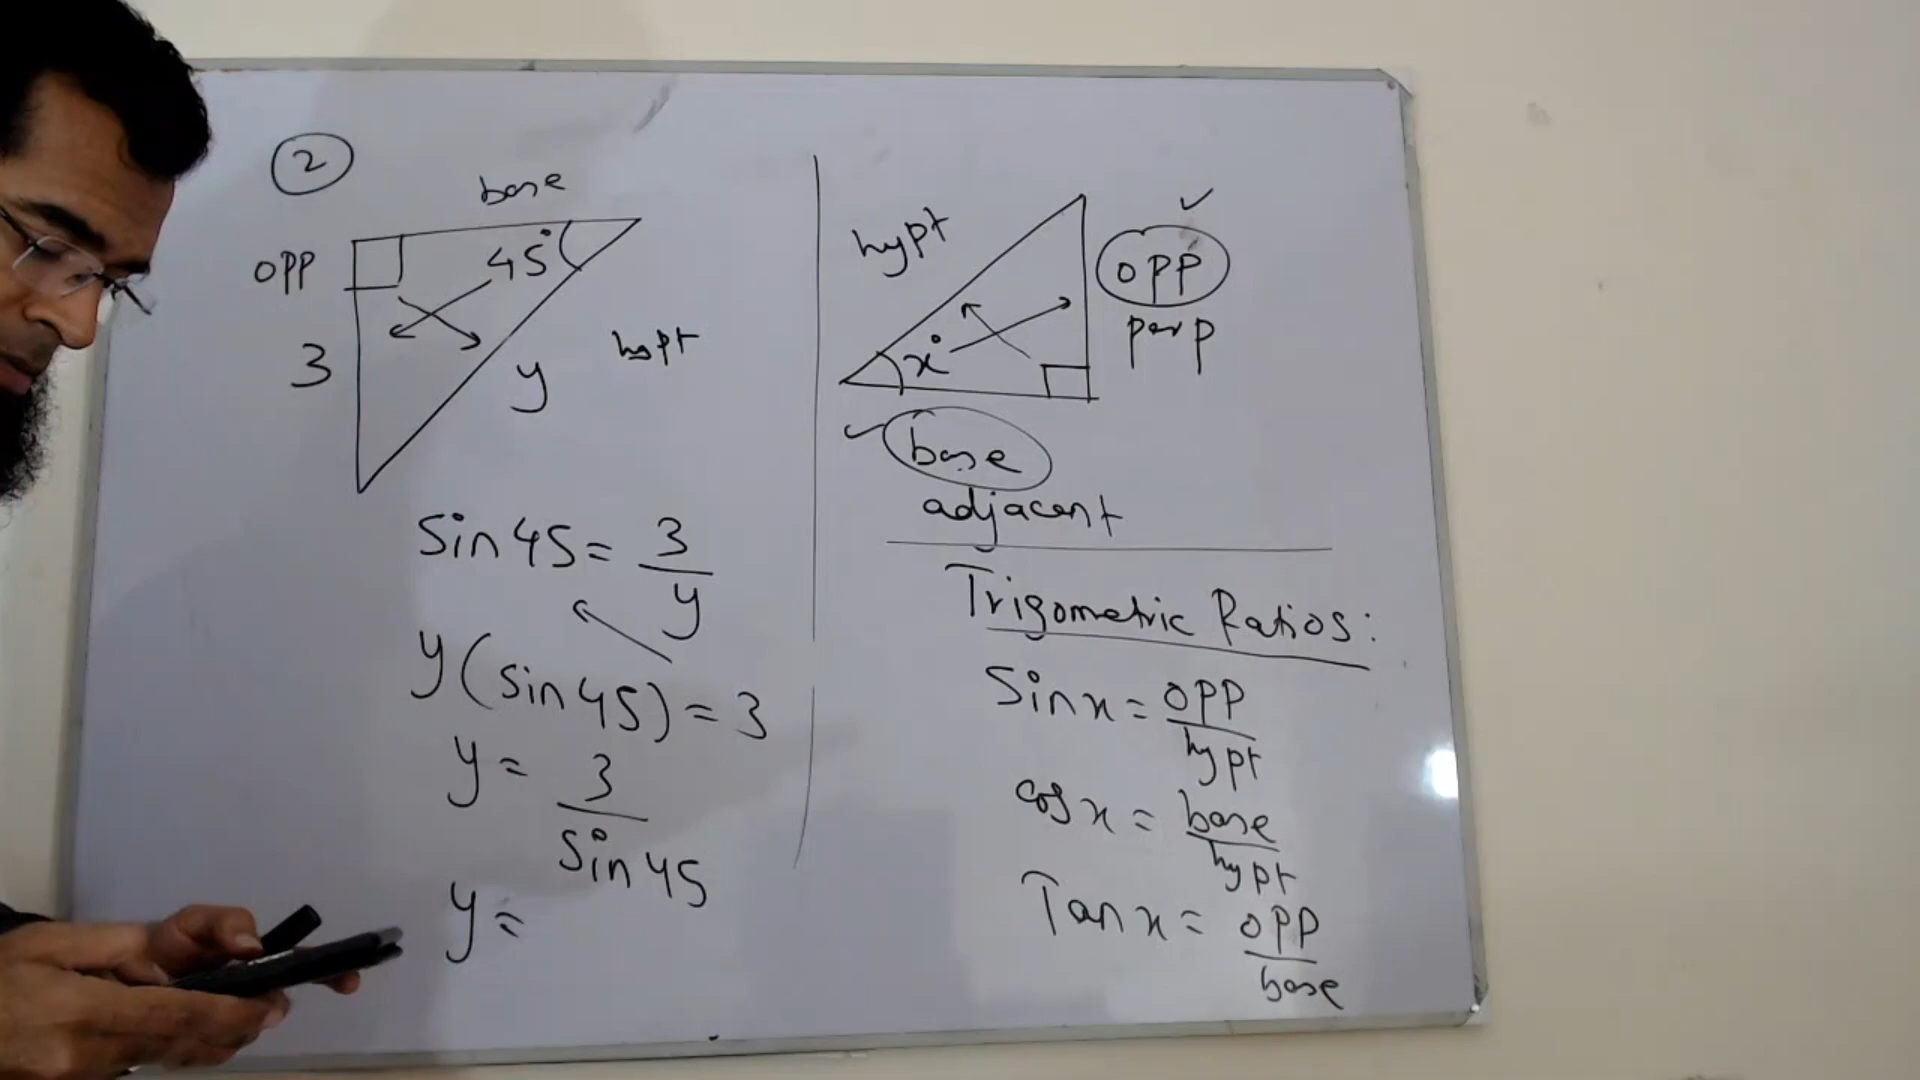 2
base
opp
45°
3
y
hypt
sin 45 = 3/y
y(sin 45) = 3
y = 3/sin 45
y =
hypt
opp
perp
x°
base
adjacent
Trigometric Ratios:
Sin x = opp/hypt
cos x = base/hypt
Tan x = opp/base